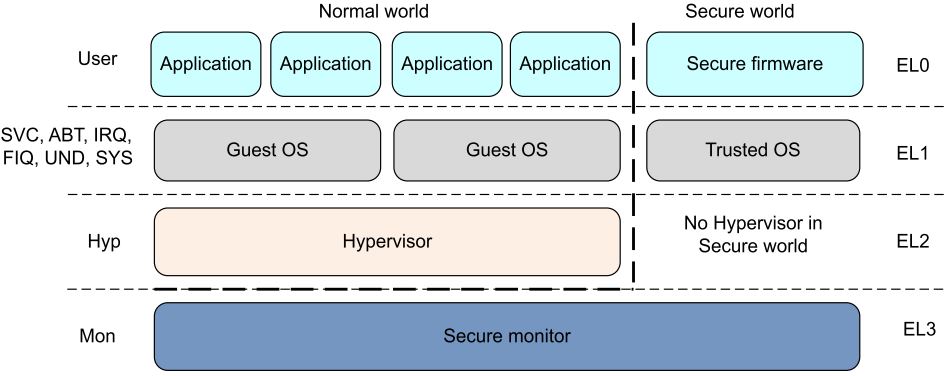 Normal world
Secure world
User
Application
Application
Application
Application
Secure firmware
EL0
SVC, ABT, IRQ,
FIQ, UND, SYS
Guest OS
Guest OS
Trusted OS
EL1
Hyp
Hypervisor
No Hypervisor in
Secure world
EL2
Mon
Secure monitor
EL3